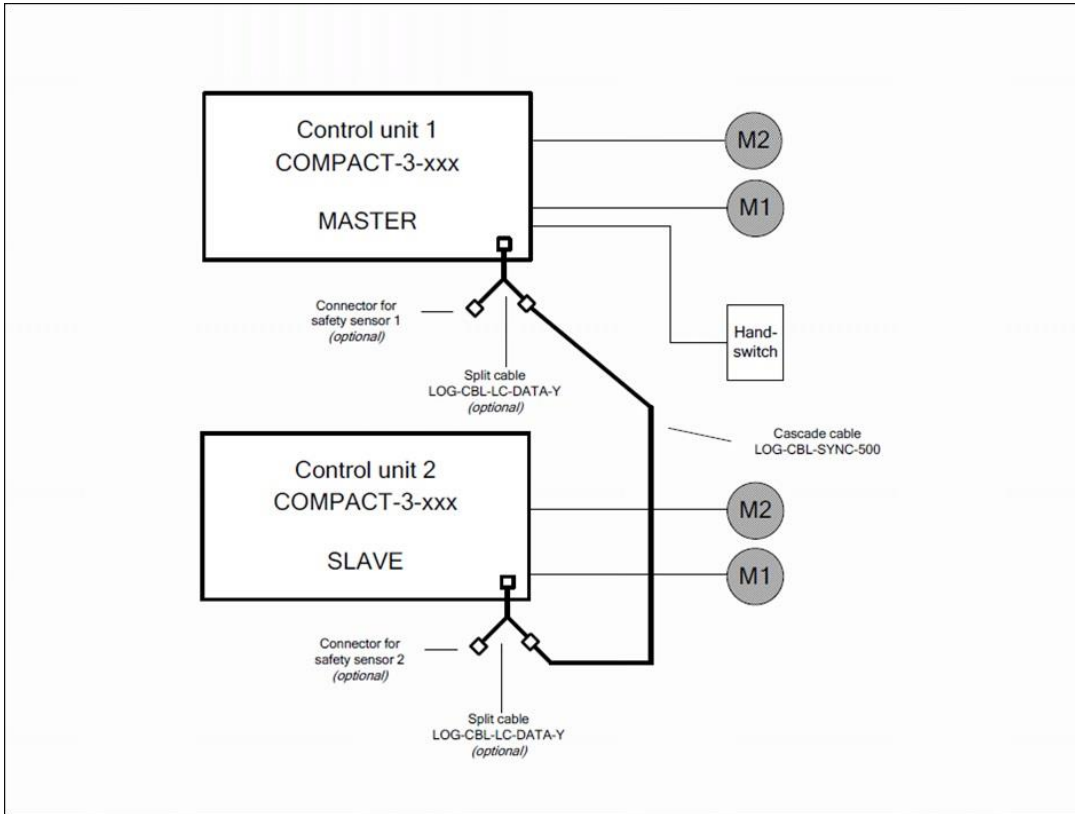 Control unit 1
COMPACT-3-xxx
MASTER
M2
M1
Connector for
safety sensor 1
(optional)
Split cable
LOG-CBL-LC-DATA-Y
(optional)
Hand-
switch
Cascade cable
LOG-CBL-SYNC-500
Control unit 2
COMPACT-3-xxx
SLAVE
M2
M1
Connector for
safety sensor 2
(optional)
Split cable
LOG-CBL-LC-DATA-Y
(optional)